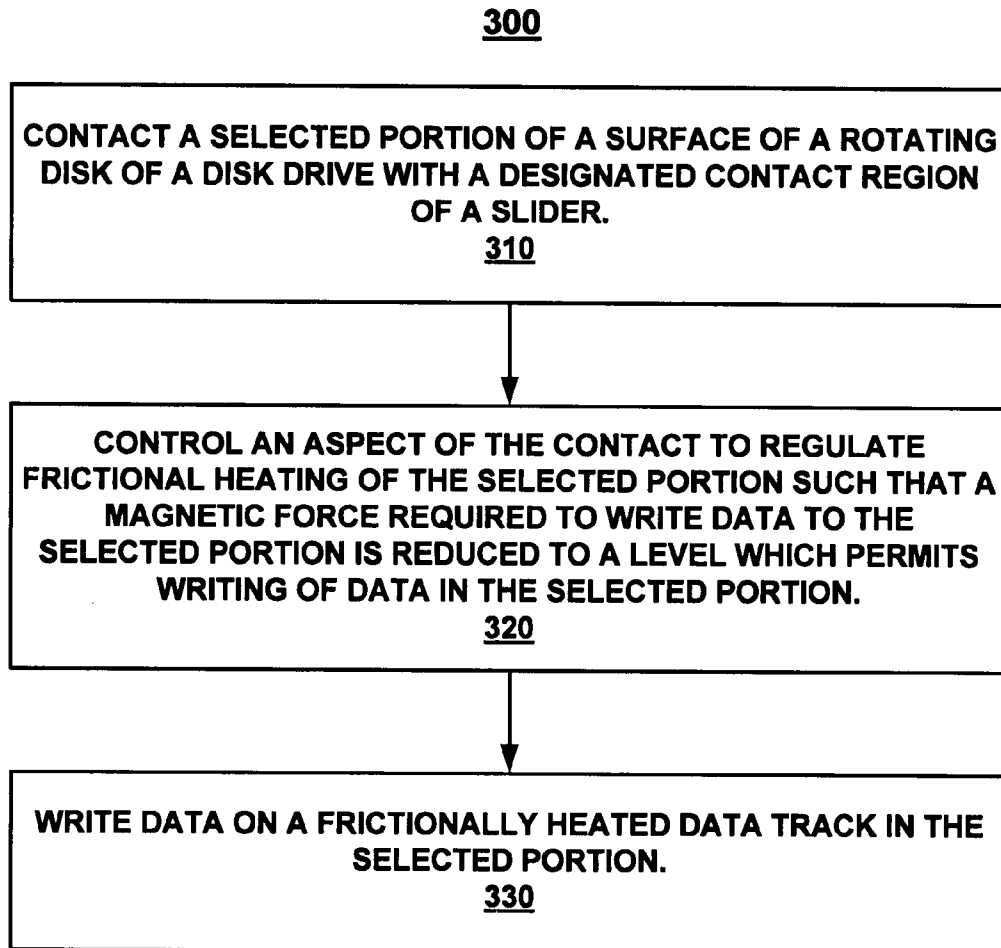 300
CONTACT A SELECTED PORTION OF A SURFACE OF A ROTATING
DISK OF A DISK DRIVE WITH A DESIGNATED CONTACT REGION
OF A SLIDER.
310
CONTROL AN ASPECT OF THE CONTACT TO REGULATE
FRICTIONAL HEATING OF THE SELECTED PORTION SUCH THAT A
MAGNETIC FORCE REQUIRED TO WRITE DATA TO THE
SELECTED PORTION IS REDUCED TO A LEVEL WHICH PERMITS
WRITING OF DATA IN THE SELECTED PORTION.
320
WRITE DATA ON A FRICTIONALLY HEATED DATA TRACK IN THE
SELECTED PORTION.
330